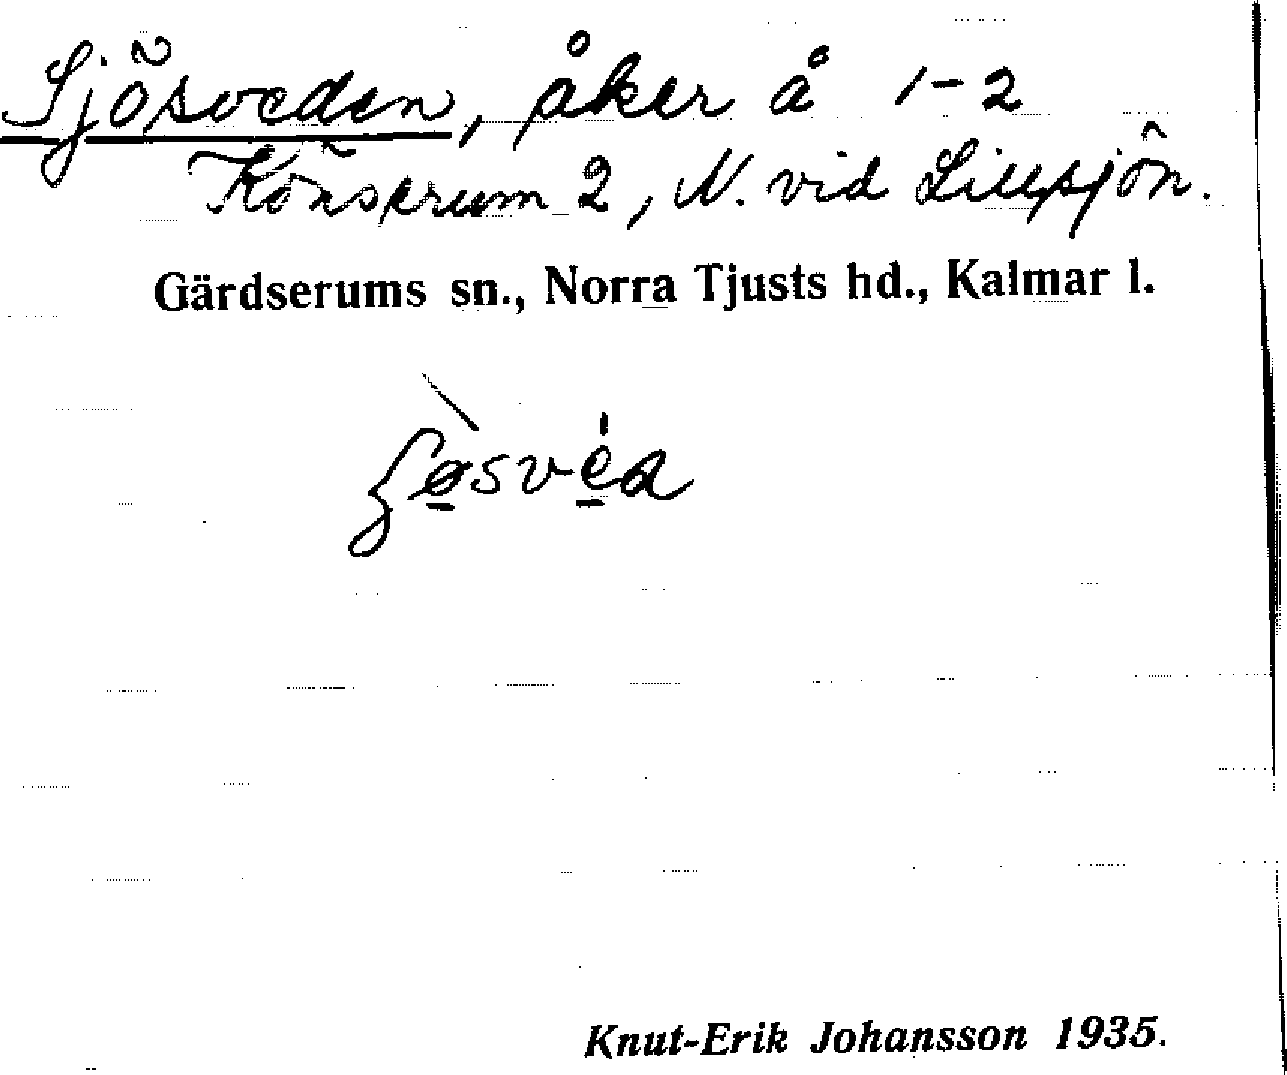 Sjösveden, åker å 1-2
Könserum 2, N. vid Lillsjön.
Gärdserums sn., Norra Tjusts hd., Kalmar l.
Knut-Erik Johansson 1935.